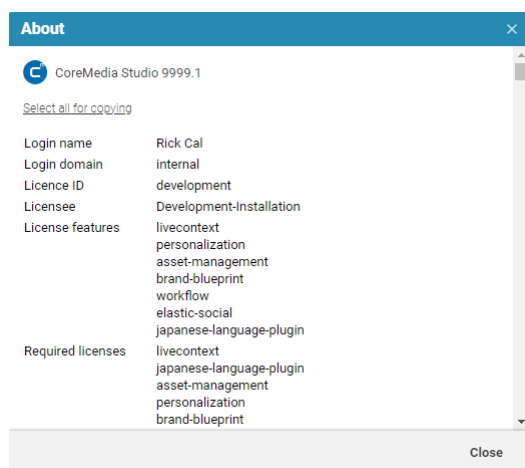 About
CoreMedia Studio 9999.1
Select all for copying
Login name Rick Cal
Login domain internal
Licence ID development
Licensee Development-Installation
License features livecontext
personalization
asset-management
brand-blueprint
workflow
elastic-social
japanese-language-plugin
Required licenses livecontext
japanese-language-plugin
asset-management
personalization
brand-blueprint
Close